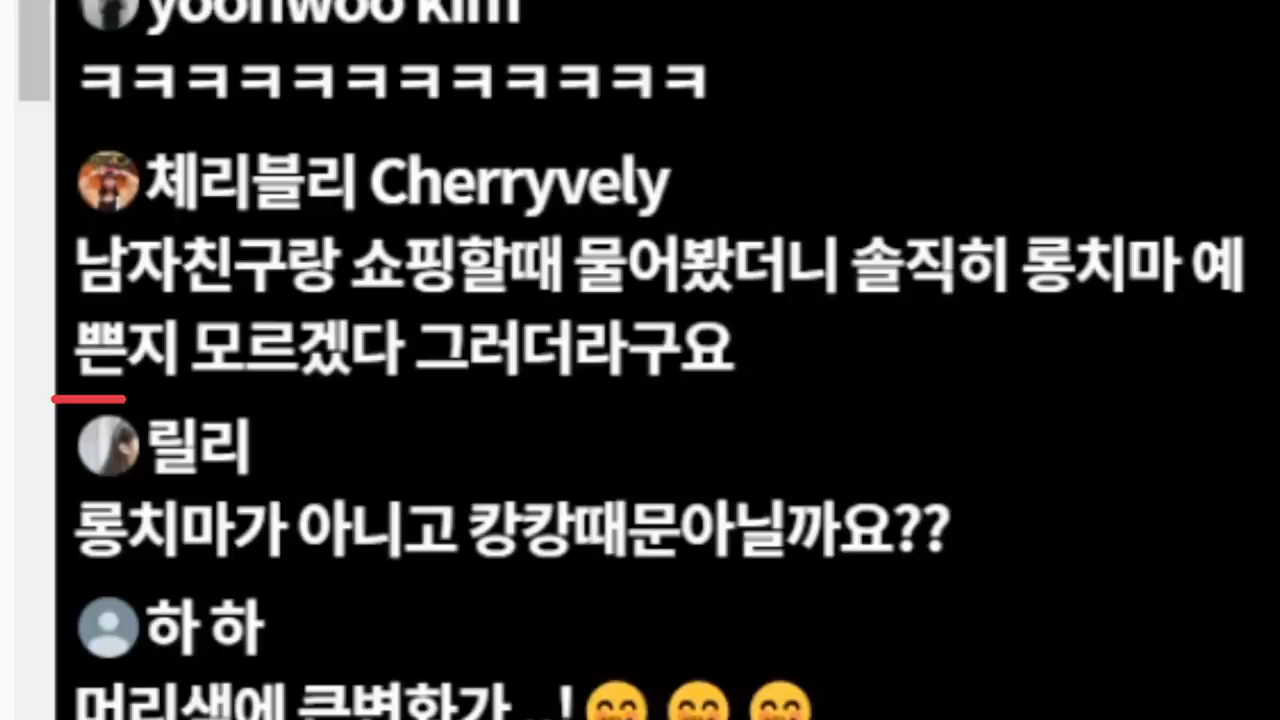 yoonwoo kim
ㅋㅋㅋㅋㅋㅋㅋㅋㅋㅋㅋㅋ
체리블리 Cherryvely
남자친구랑 쇼핑할때 물어봤더니 솔직히 롱치마 예
쁜지 모르겠다 그러더라구요
릴리
롱치마가 아니고 캉캉때문아닐까요??
하 하
머리색에 큰변화가...!😊😊😊